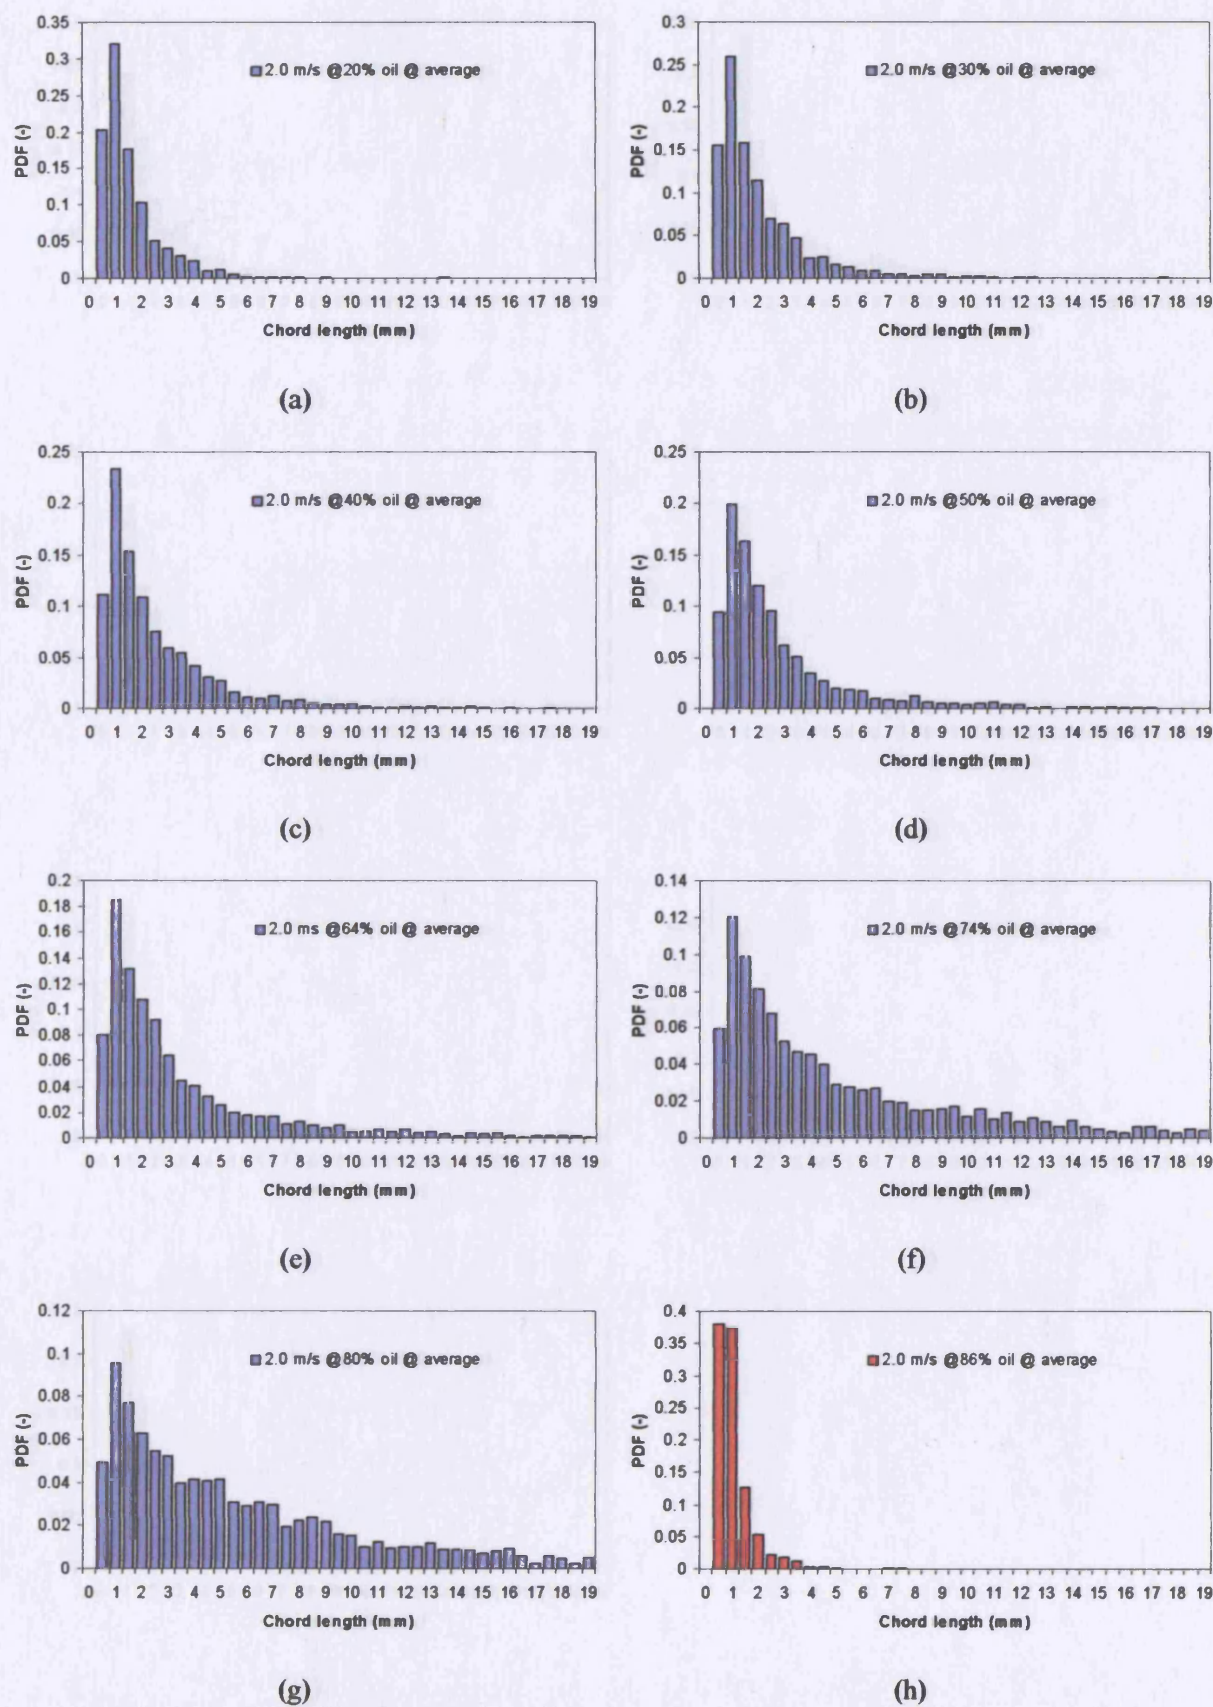 0.35
0.3
0.25
0.2
0.15
0.1
0.05
0
PDF (-)
2.0 m/s @20% oil @ average
0 1 2 3 4 5 6 7 8 9 10 11 12 13 14 15 16 17 18 19
Chord length (mm)
(a)
0.3
0.25
0.2
0.15
0.1
0.05
0
PDF (-)
2.0 m/s @30% oil @ average
0 1 2 3 4 5 6 7 8 9 10 11 12 13 14 15 16 17 18 19
Chord length (mm)
(b)
0.25
0.2
0.15
0.1
0.05
0
PDF (-)
2.0 m/s @40% oil @ average
0 1 2 3 4 5 6 7 8 9 10 11 12 13 14 15 16 17 18 19
Chord length (mm)
(c)
0.25
0.2
0.15
0.1
0.05
0
PDF (-)
2.0 m/s @50% oil @ average
0 1 2 3 4 5 6 7 8 9 10 11 12 13 14 15 16 17 18 19
Chord length (mm)
(d)
0.2
0.18
0.16
0.14
0.12
0.1
0.08
0.06
0.04
0.02
0
PDF (-)
2.0 ms @64% oil @ average
0 1 2 3 4 5 6 7 8 9 10 11 12 13 14 15 16 17 18 19
Chord length (mm)
(e)
0.14
0.12
0.1
0.08
0.06
0.04
0.02
0
PDF (-)
2.0 m/s @74% oil @ average
0 1 2 3 4 5 6 7 8 9 10 11 12 13 14 15 16 17 18 19
Chord length (mm)
(f)
0.12
0.1
0.08
0.06
0.04
0.02
0
PDF (-)
2.0 m/s @80% oil @ average
0 1 2 3 4 5 6 7 8 9 10 11 12 13 14 15 16 17 18 19
Chord length (mm)
(g)
0.4
0.35
0.3
0.25
0.2
0.15
0.1
0.05
0
PDF (-)
2.0 m/s @86% oil @ average
0 1 2 3 4 5 6 7 8 9 10 11 12 13 14 15 16 17 18 19
Chord length (mm)
(h)